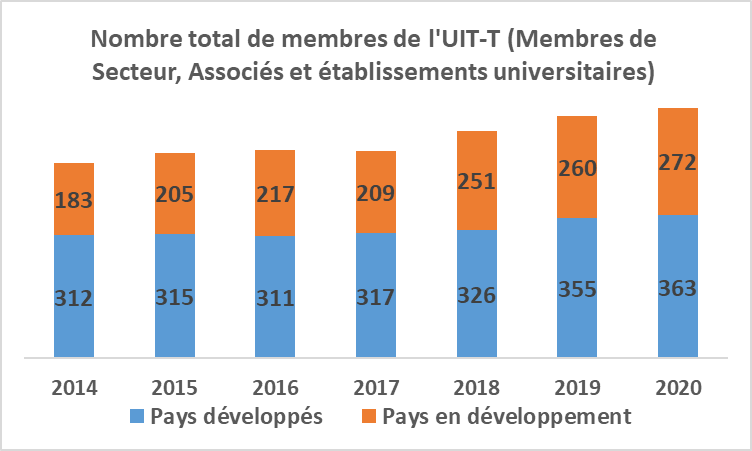 Nombre total de membres de l'UIT-T (Membres de
Secteur, Associés et établissements universitaires)
183 205 217 209 251 260 272
312 315 311 317 326 355 363
2014 2015 2016 2017 2018 2019 2020
Pays développés Pays en développement